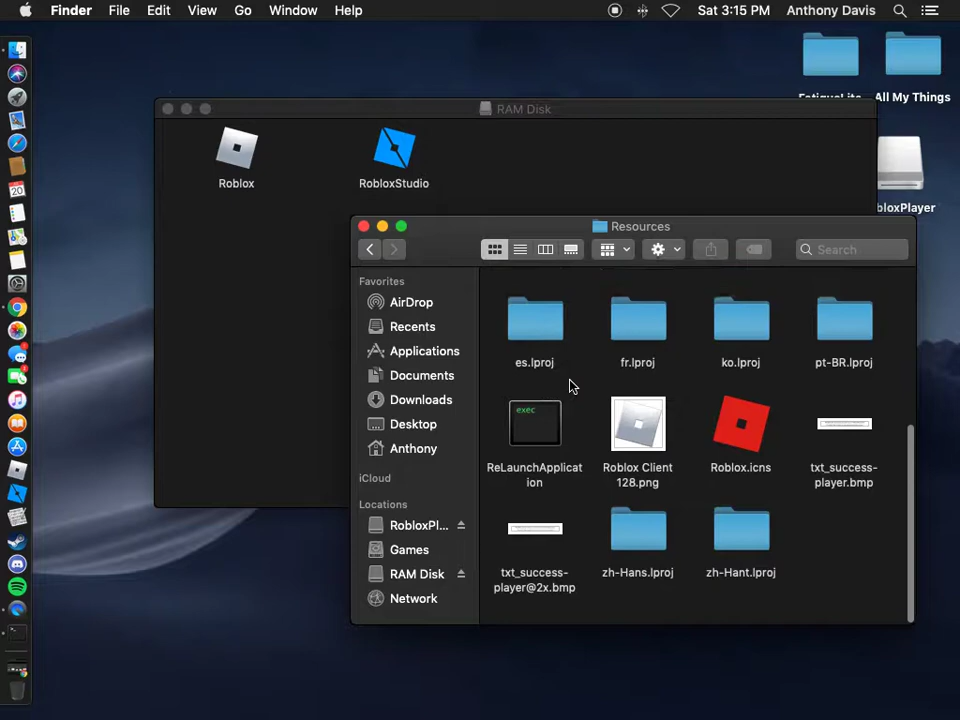 Finder File Edit View Go Window Help Sat 3:15 PM Anthony Davis
20
FatigueLite All My Things
RAM Disk
Roblox RobloxStudio
bloxPlayer
Resources
Search
Favorites
AirDrop
Recents
Applications
Documents
Downloads
Desktop
Anthony
iCloud
Locations
RobloxPl...
Games
RAM Disk
Network
es.lproj fr.lproj ko.lproj pt-BR.lproj
exec
ReLaunchApplicat
ion
Roblox Client
128.png
Roblox.icns
txt_success-
player.bmp
txt_success-
player@2x.bmp
zh-Hans.lproj zh-Hant.lproj